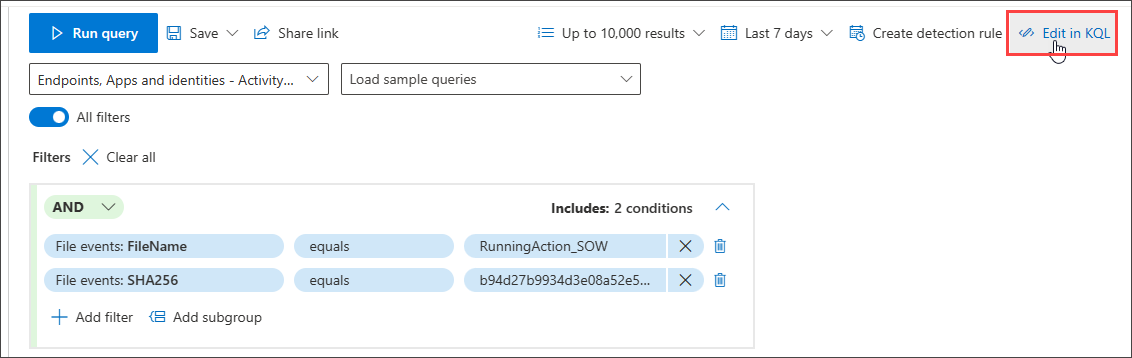 Run query Save Share link Up to 10,000 results Last 7 days Create detection rule Edit in KQL
Endpoints, Apps and identities - Activity... Load sample queries
All filters
Filters Clear all
AND Includes: 2 conditions
File events: FileName equals RunningAction_SOW
File events: SHA256 equals b94d27b9934d3e08a52e5...
Add filter Add subgroup